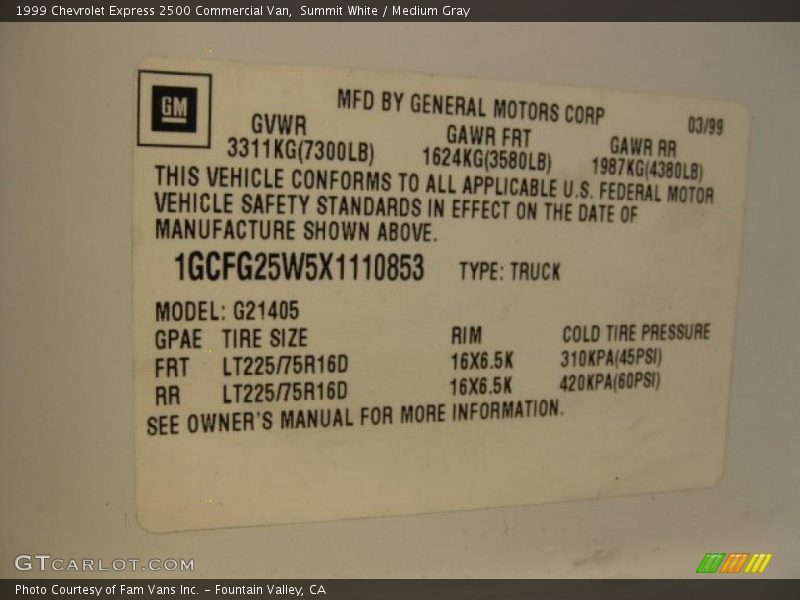 1999 Chevrolet Express 2500 Commercial Van, Summit White / Medium Gray
GM
MFD BY GENERAL MOTORS CORP 03/99
GVWR GAWR FRT GAWR RR
3311KG(7300LB) 1624KG(3580LB) 1987KG(4380LB)
THIS VEHICLE CONFORMS TO ALL APPLICABLE U.S. FEDERAL MOTOR
VEHICLE SAFETY STANDARDS IN EFFECT ON THE DATE OF
MANUFACTURE SHOWN ABOVE.
1GCFG25W5X1110853 TYPE: TRUCK
MODEL: G21405
GPAE TIRE SIZE RIM COLD TIRE PRESSURE
FRT LT225/75R16D 16X6.5K 310KPA(45PSI)
RR LT225/75R16D 16X6.5K 420KPA(60PSI)
SEE OWNER'S MANUAL FOR MORE INFORMATION.
GTCARLOT.COM
Photo Courtesy of Fam Vans Inc. - Fountain Valley, CA